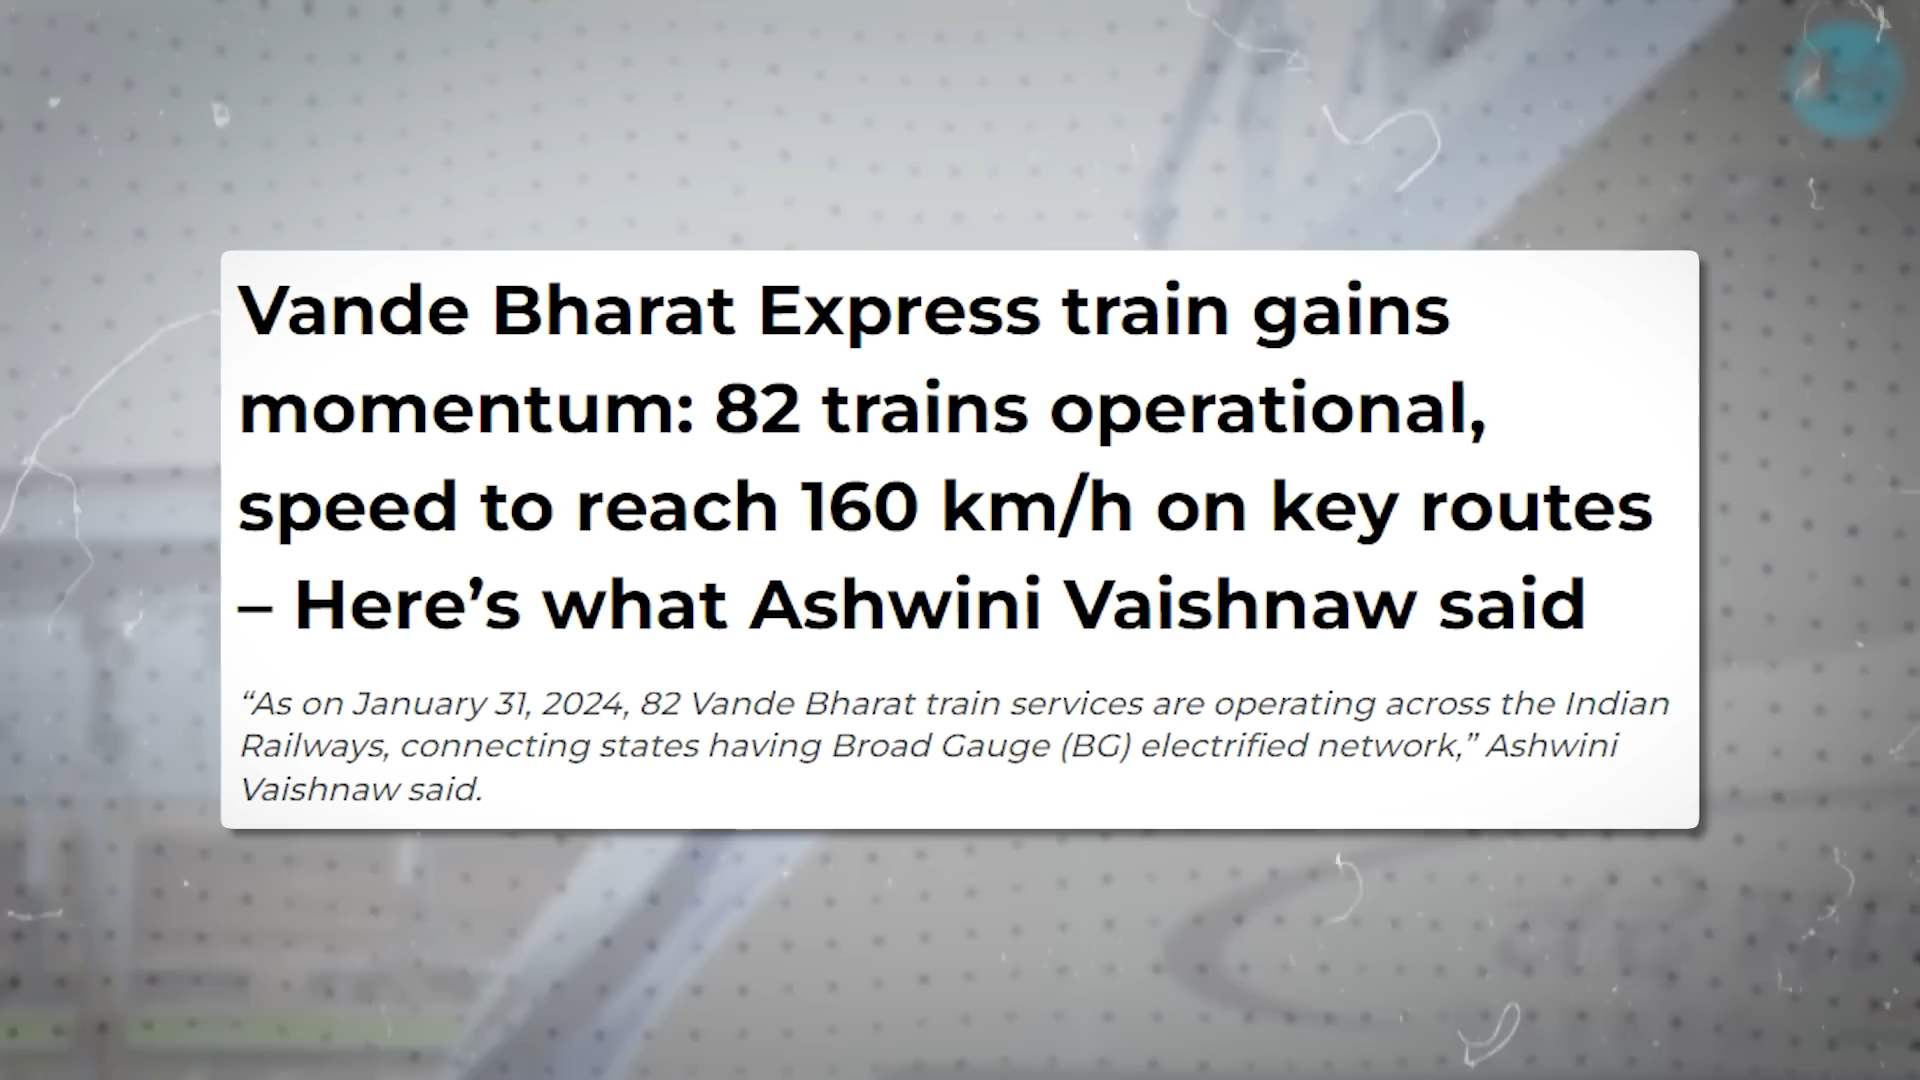 Vande Bharat Express train gains
momentum: 82 trains operational,
speed to reach 160 km/h on key routes
– Here’s what Ashwini Vaishnaw said
“As on January 31, 2024, 82 Vande Bharat train services are operating across the Indian
Railways, connecting states having Broad Gauge (BG) electrified network,” Ashwini
Vaishnaw said.